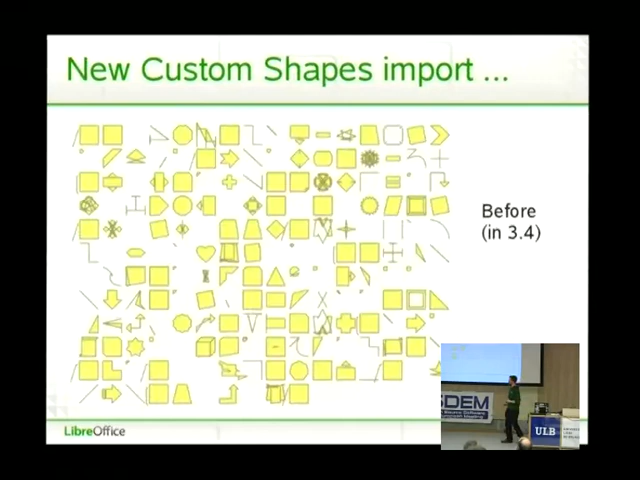 New Custom Shapes import ...
Before
(in 3.4)
LibreOffice
SDEM
ULB